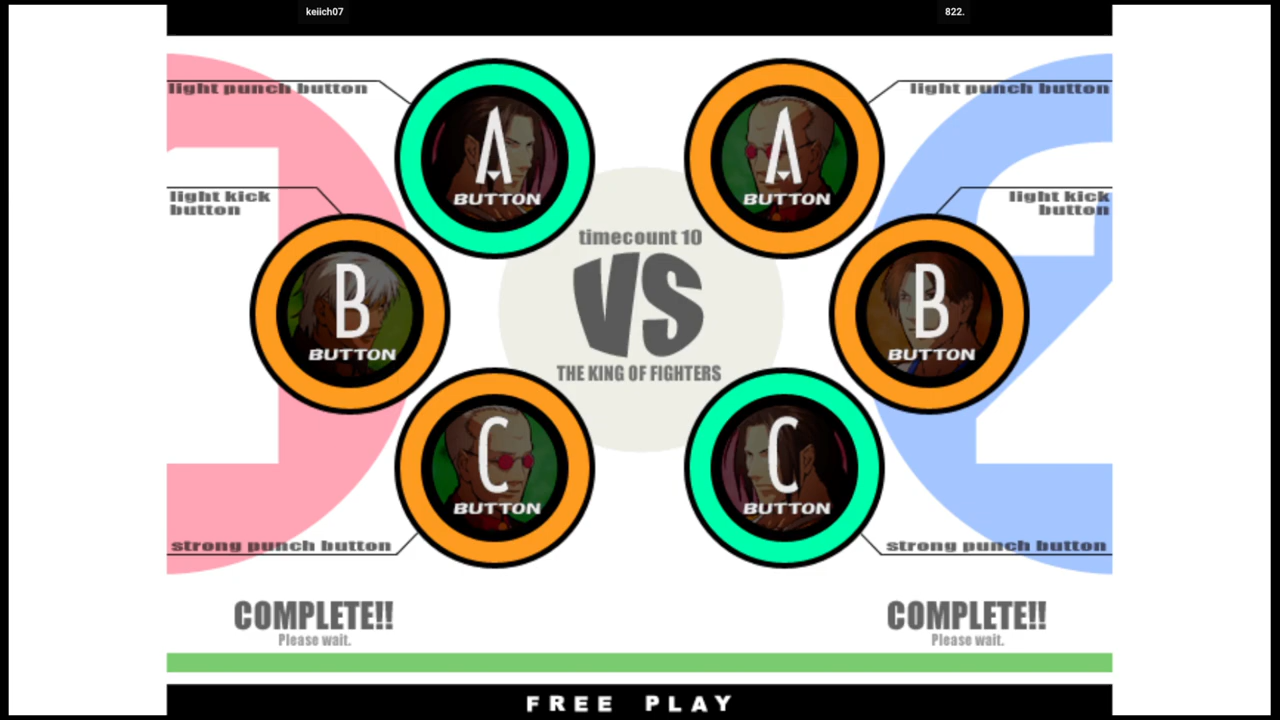 keiich07
822.
light punch button
light punch button
A
BUTTON
A
BUTTON
light kick
button
light kick
button
timecount 10
VS
THE KING OF FIGHTERS
B
BUTTON
B
BUTTON
C
BUTTON
C
BUTTON
strong punch button
strong punch button
COMPLETE!!
Please wait.
COMPLETE!!
Please wait.
FREE PLAY